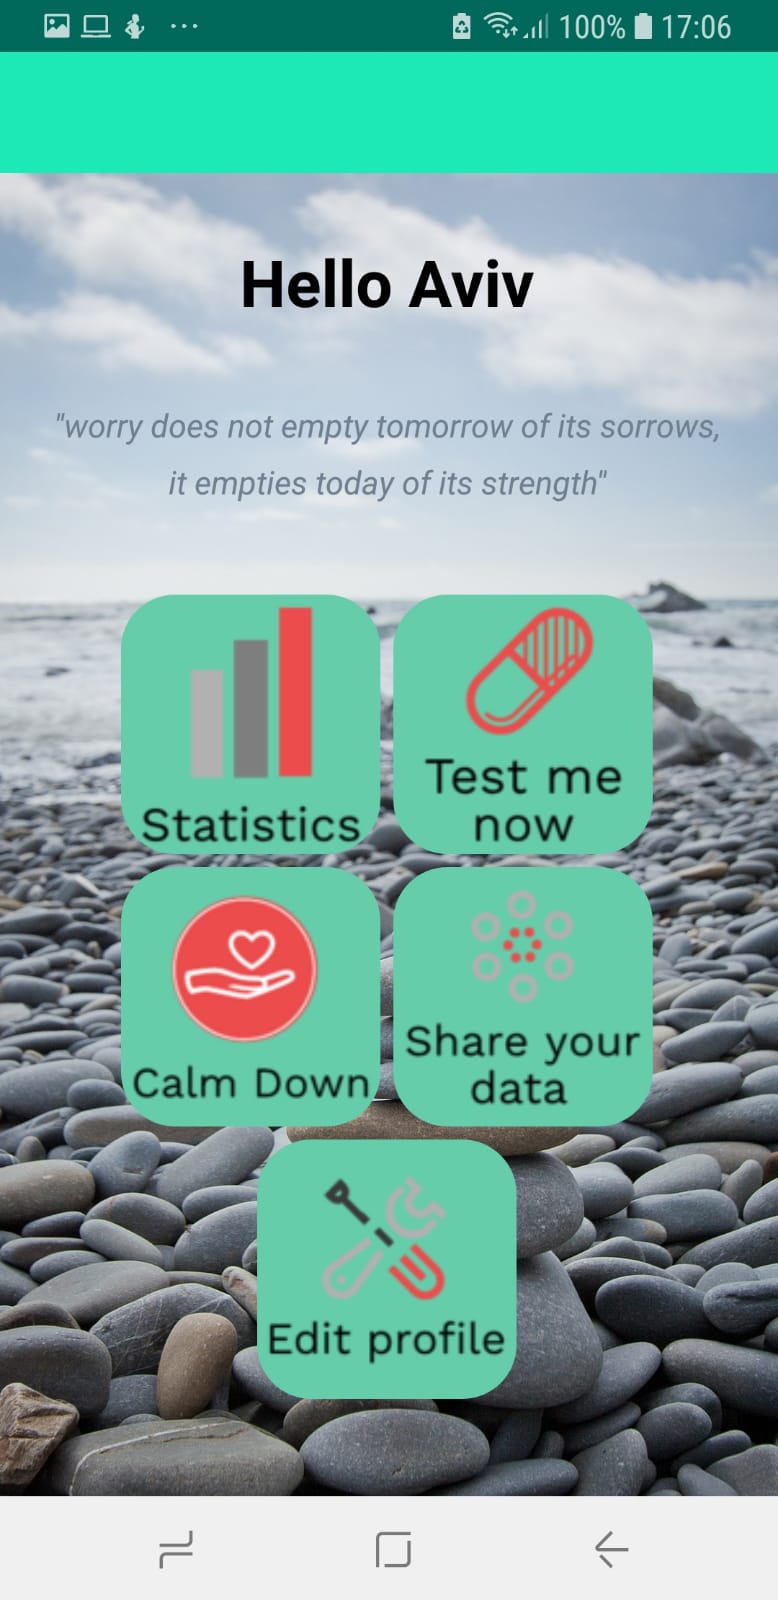 100% 17:06
Hello Aviv
"worry does not empty tomorrow of its sorrows,
it empties today of its strength"
Statistics
Test me
now
Calm Down
Share your
data
Edit profile